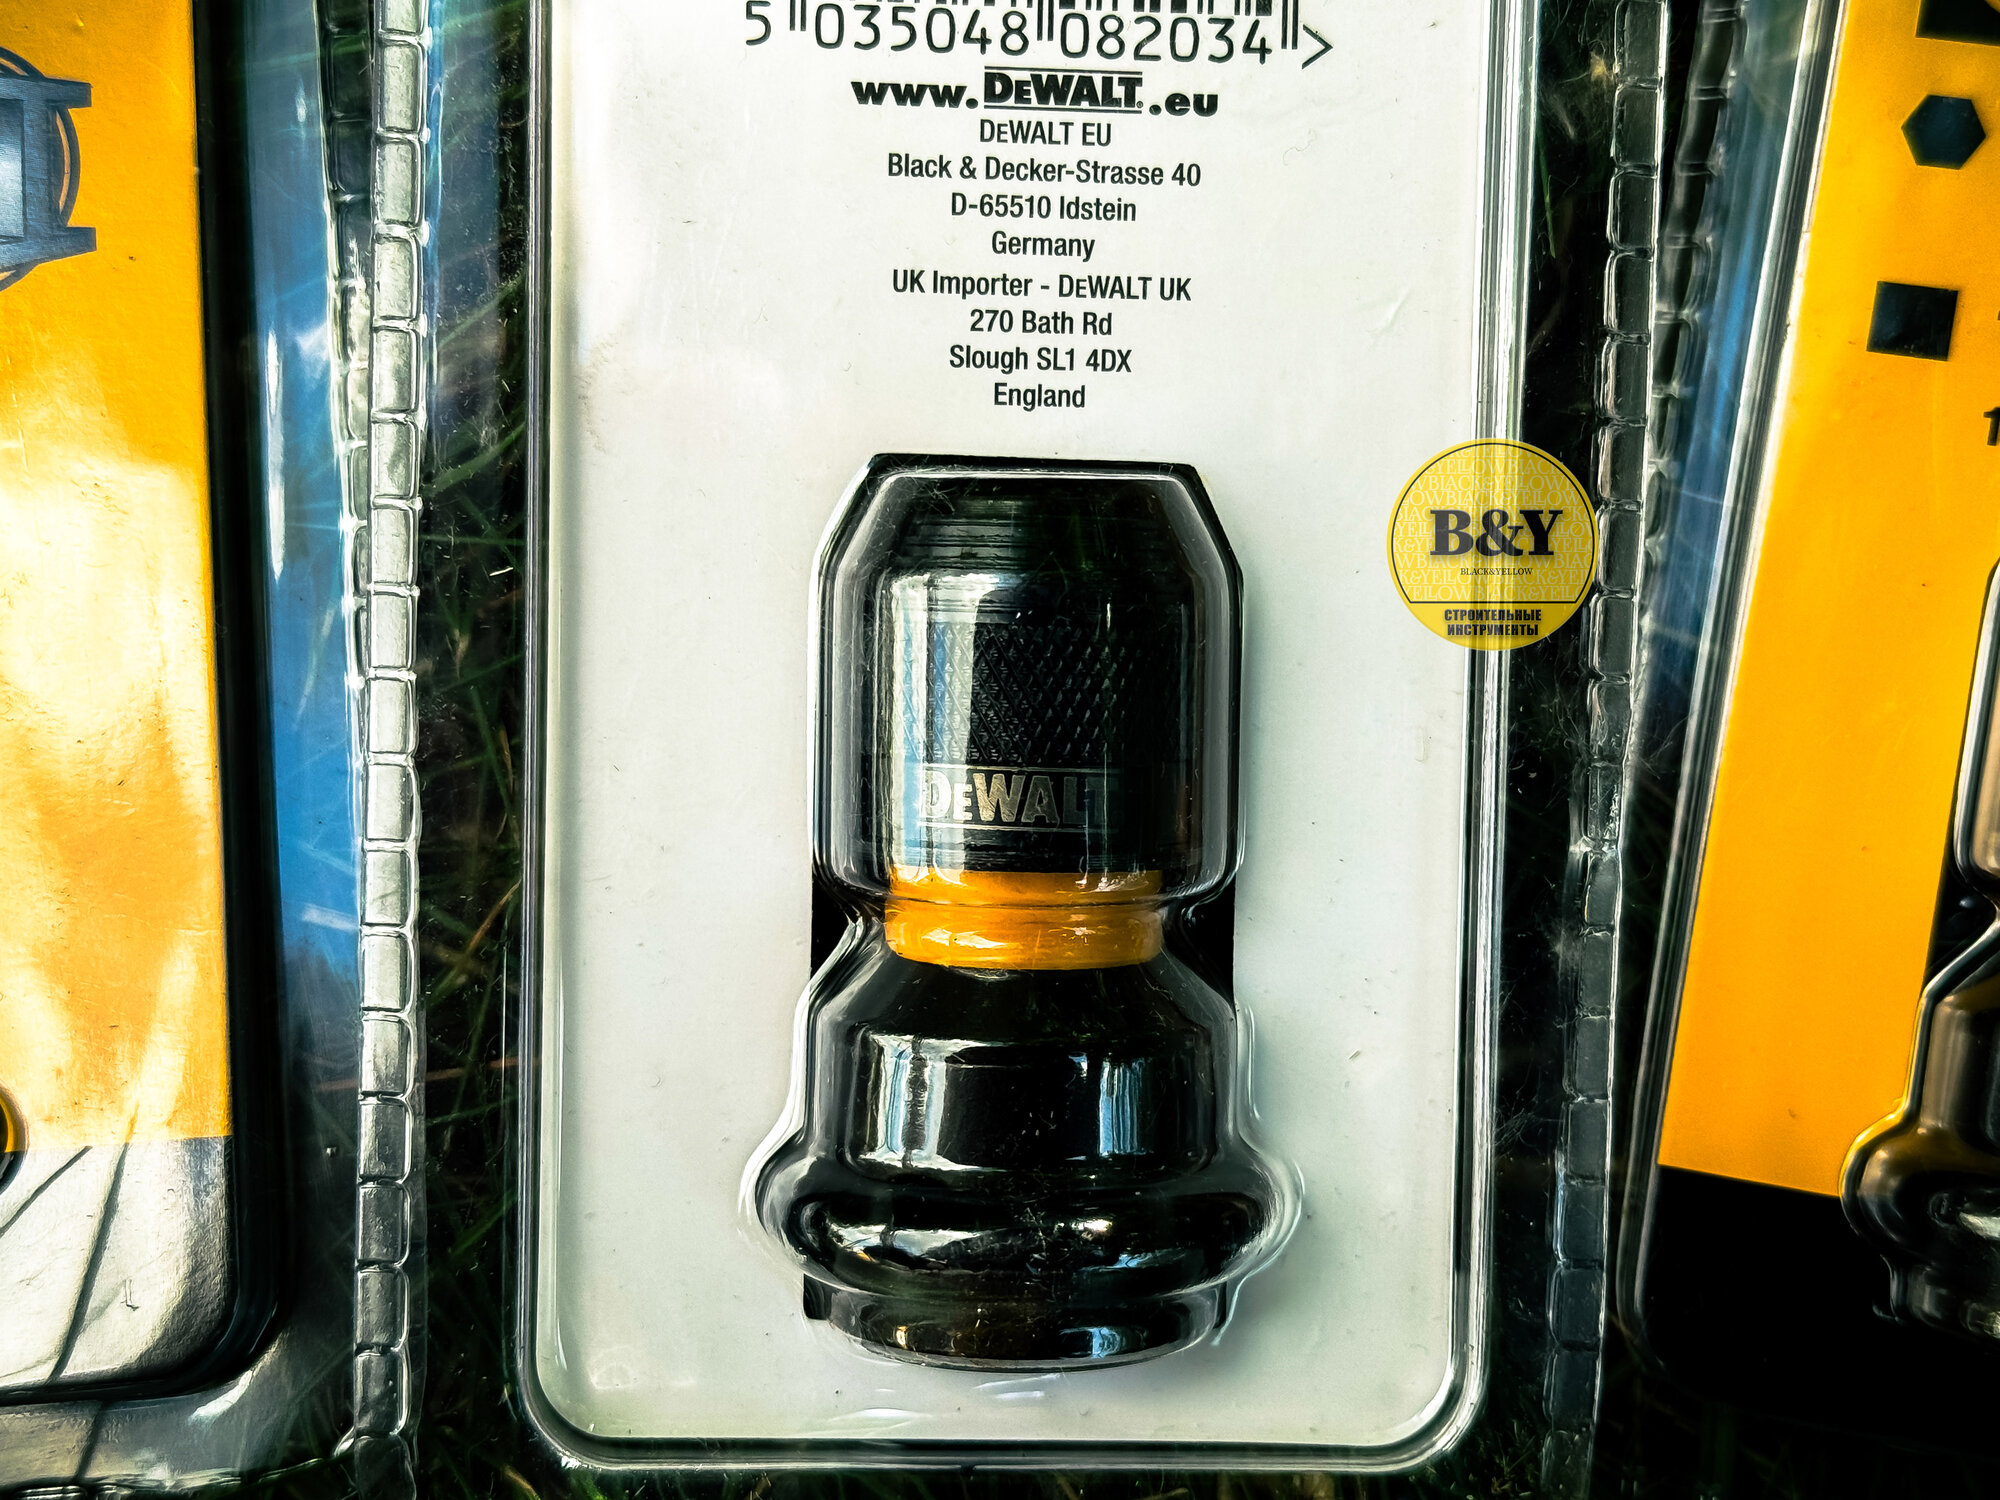 5 035048 082034 >
www.DEWALT.eu
DEWALT EU
Black & Decker-Strasse 40
D-65510 Idstein
Germany
UK Importer - DEWALT UK
270 Bath Rd
Slough SL1 4DX
England
B&Y
BLACK&YELLOW
СТРОИТЕЛЬНЫЕ
ИНСТРУМЕНТЫ
DEWALT